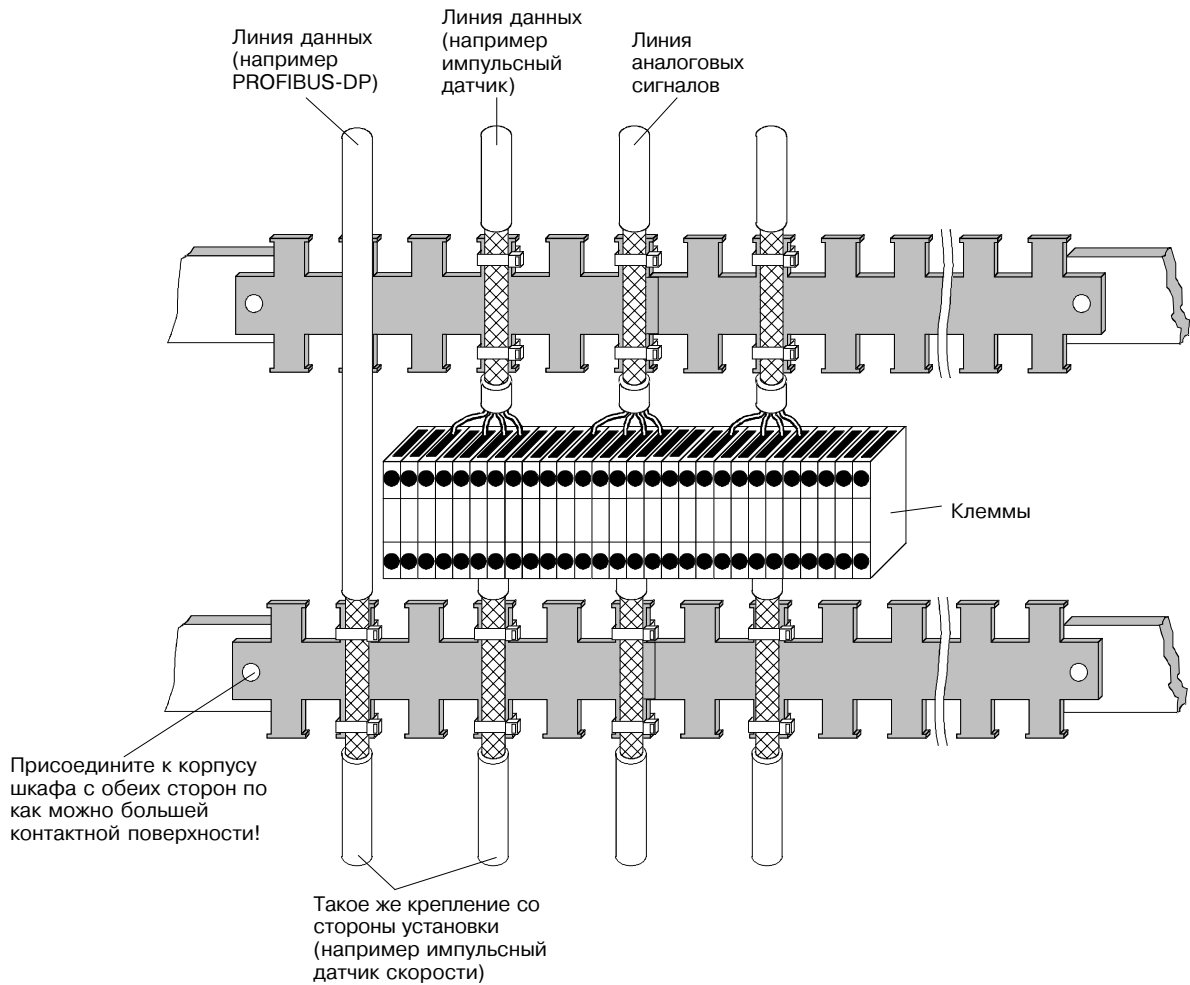 Линия данных
(например
PROFIBUS-DP)
Линия данных
(например
импульсный
датчик)
Линия
аналоговых
сигналов
Клеммы
Присоедините к корпусу
шкафа с обеих сторон по
как можно большей
контактной поверхности!
Такое же крепление со
стороны установки
(например импульсный
датчик скорости)